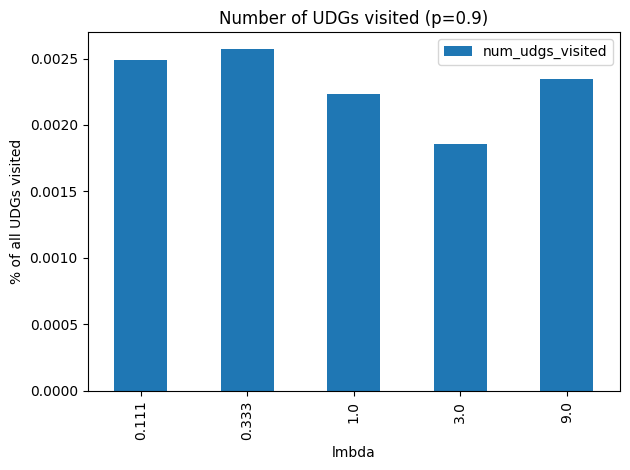 Number of UDGs visited (p=0.9)
num_udgs_visited
% of all UDGs visited
0.0025
0.0020
0.0015
0.0010
0.0005
0.0000
0.111
0.333
1.0
3.0
9.0
lmbda